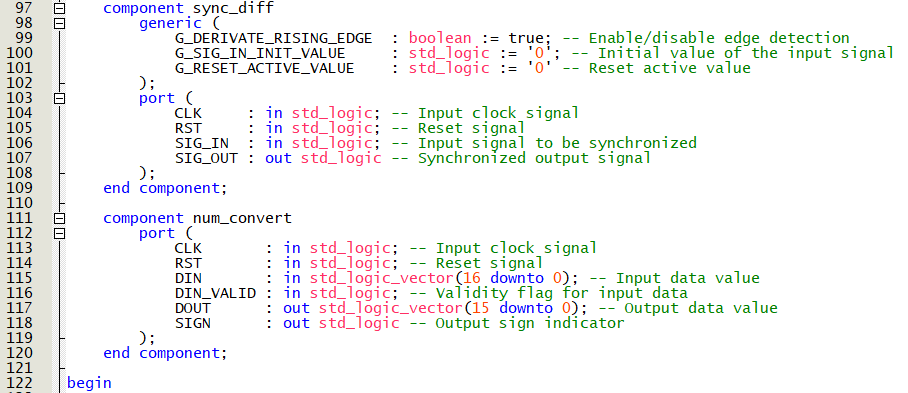 97 component sync_diff
98 generic (
99 G_DERIVATE_RISING_EDGE : boolean := true; -- Enable/disable edge detection
100 G_SIG_IN_INIT_VALUE : std_logic := '0'; -- Initial value of the input signal
101 G_RESET_ACTIVE_VALUE : std_logic := '0' -- Reset active value
102 );
103 port (
104 CLK : in std_logic; -- Input clock signal
105 RST : in std_logic; -- Reset signal
106 SIG_IN : in std_logic; -- Input signal to be synchronized
107 SIG_OUT : out std_logic -- Synchronized output signal
108 );
109 end component;
110
111 component num_convert
112 port (
113 CLK : in std_logic; -- Input clock signal
114 RST : in std_logic; -- Reset signal
115 DIN : in std_logic_vector(16 downto 0); -- Input data value
116 DIN_VALID : in std_logic; -- Validity flag for input data
117 DOUT : out std_logic_vector(15 downto 0); -- Output data value
118 SIGN : out std_logic -- Output sign indicator
119 );
120 end component;
121
122 begin